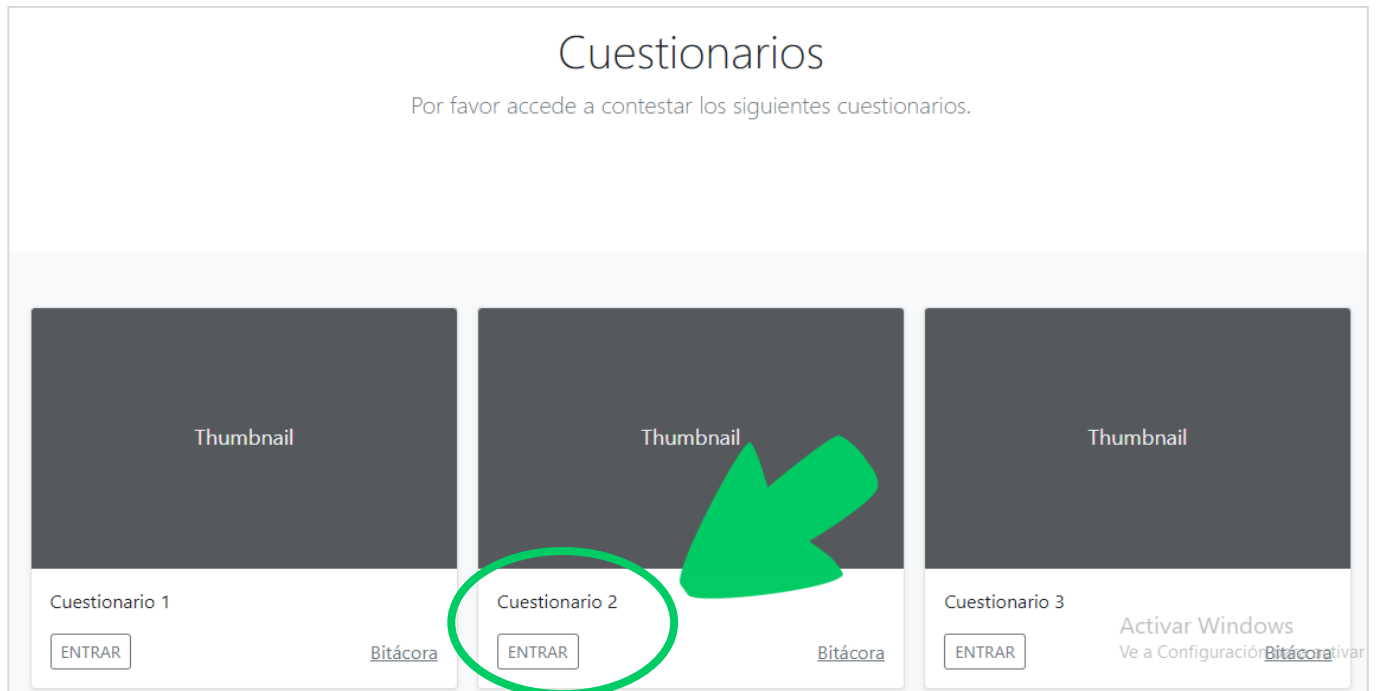 Cuestionarios
Por favor accede a contestar los siguientes cuestionarios.
Thumbnail
Thumbnail
Thumbnail
Cuestionario 1
Cuestionario 2
Cuestionario 3
Activar Windows
ENTRAR
Bitácora
ENTRAR
Bitácora
ENTRAR
Ve a Configuración
Bitácora
activar